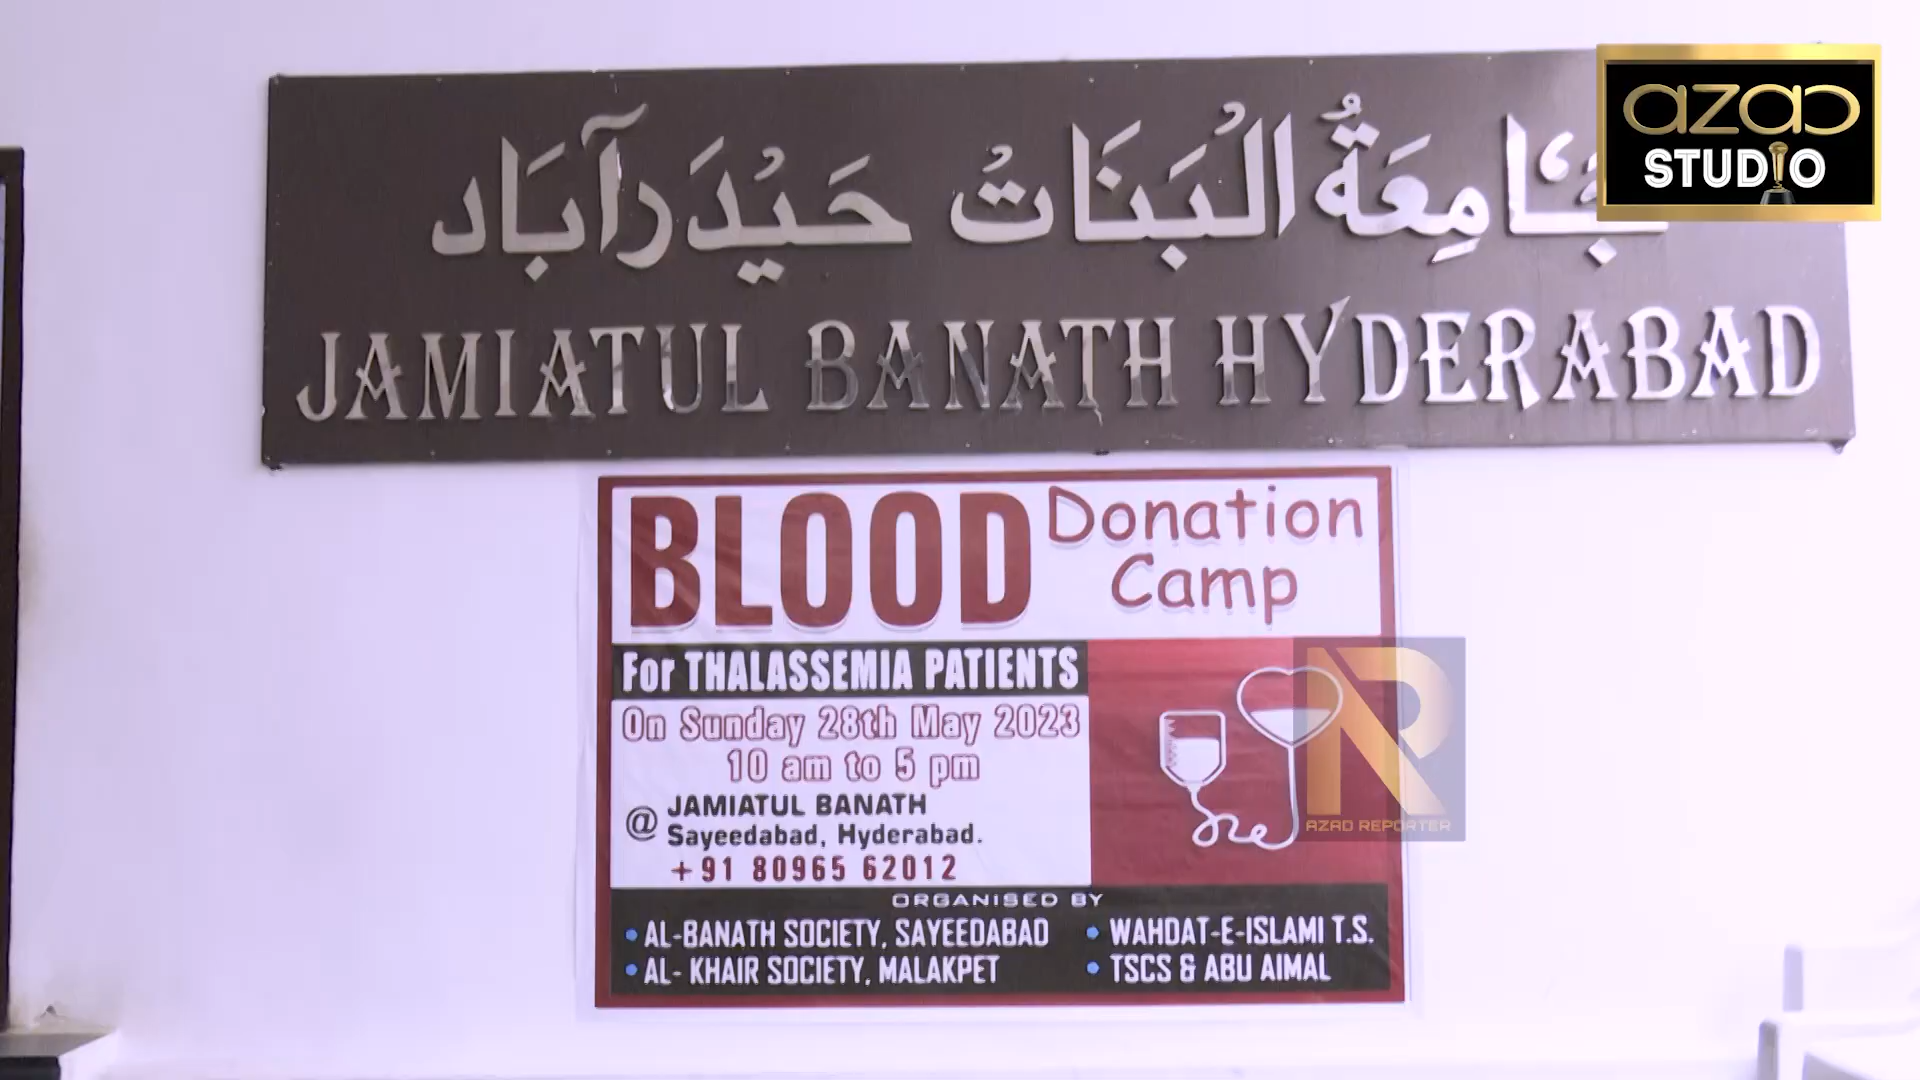 جَامِعَةُ الْبَنَاتْ حَيْدَرآبَاد
JAMIATUL BANATH HYDERABAD
azad
STUDIO
BLOOD Donation
Camp
For THALASSEMIA PATIENTS
On Sunday 28th May 2023
10 am to 5 pm
@ JAMIATUL BANATH
Sayeedabad, Hyderabad.
+91 80965 62012
AZAD REPORTER
ORGANISED BY
• AL-BANATH SOCIETY, SAYEEDABAD
• AL- KHAIR SOCIETY, MALAKPET
• WAHDAT-E-ISLAMI T.S.
• TSCS & ABU AIMAL